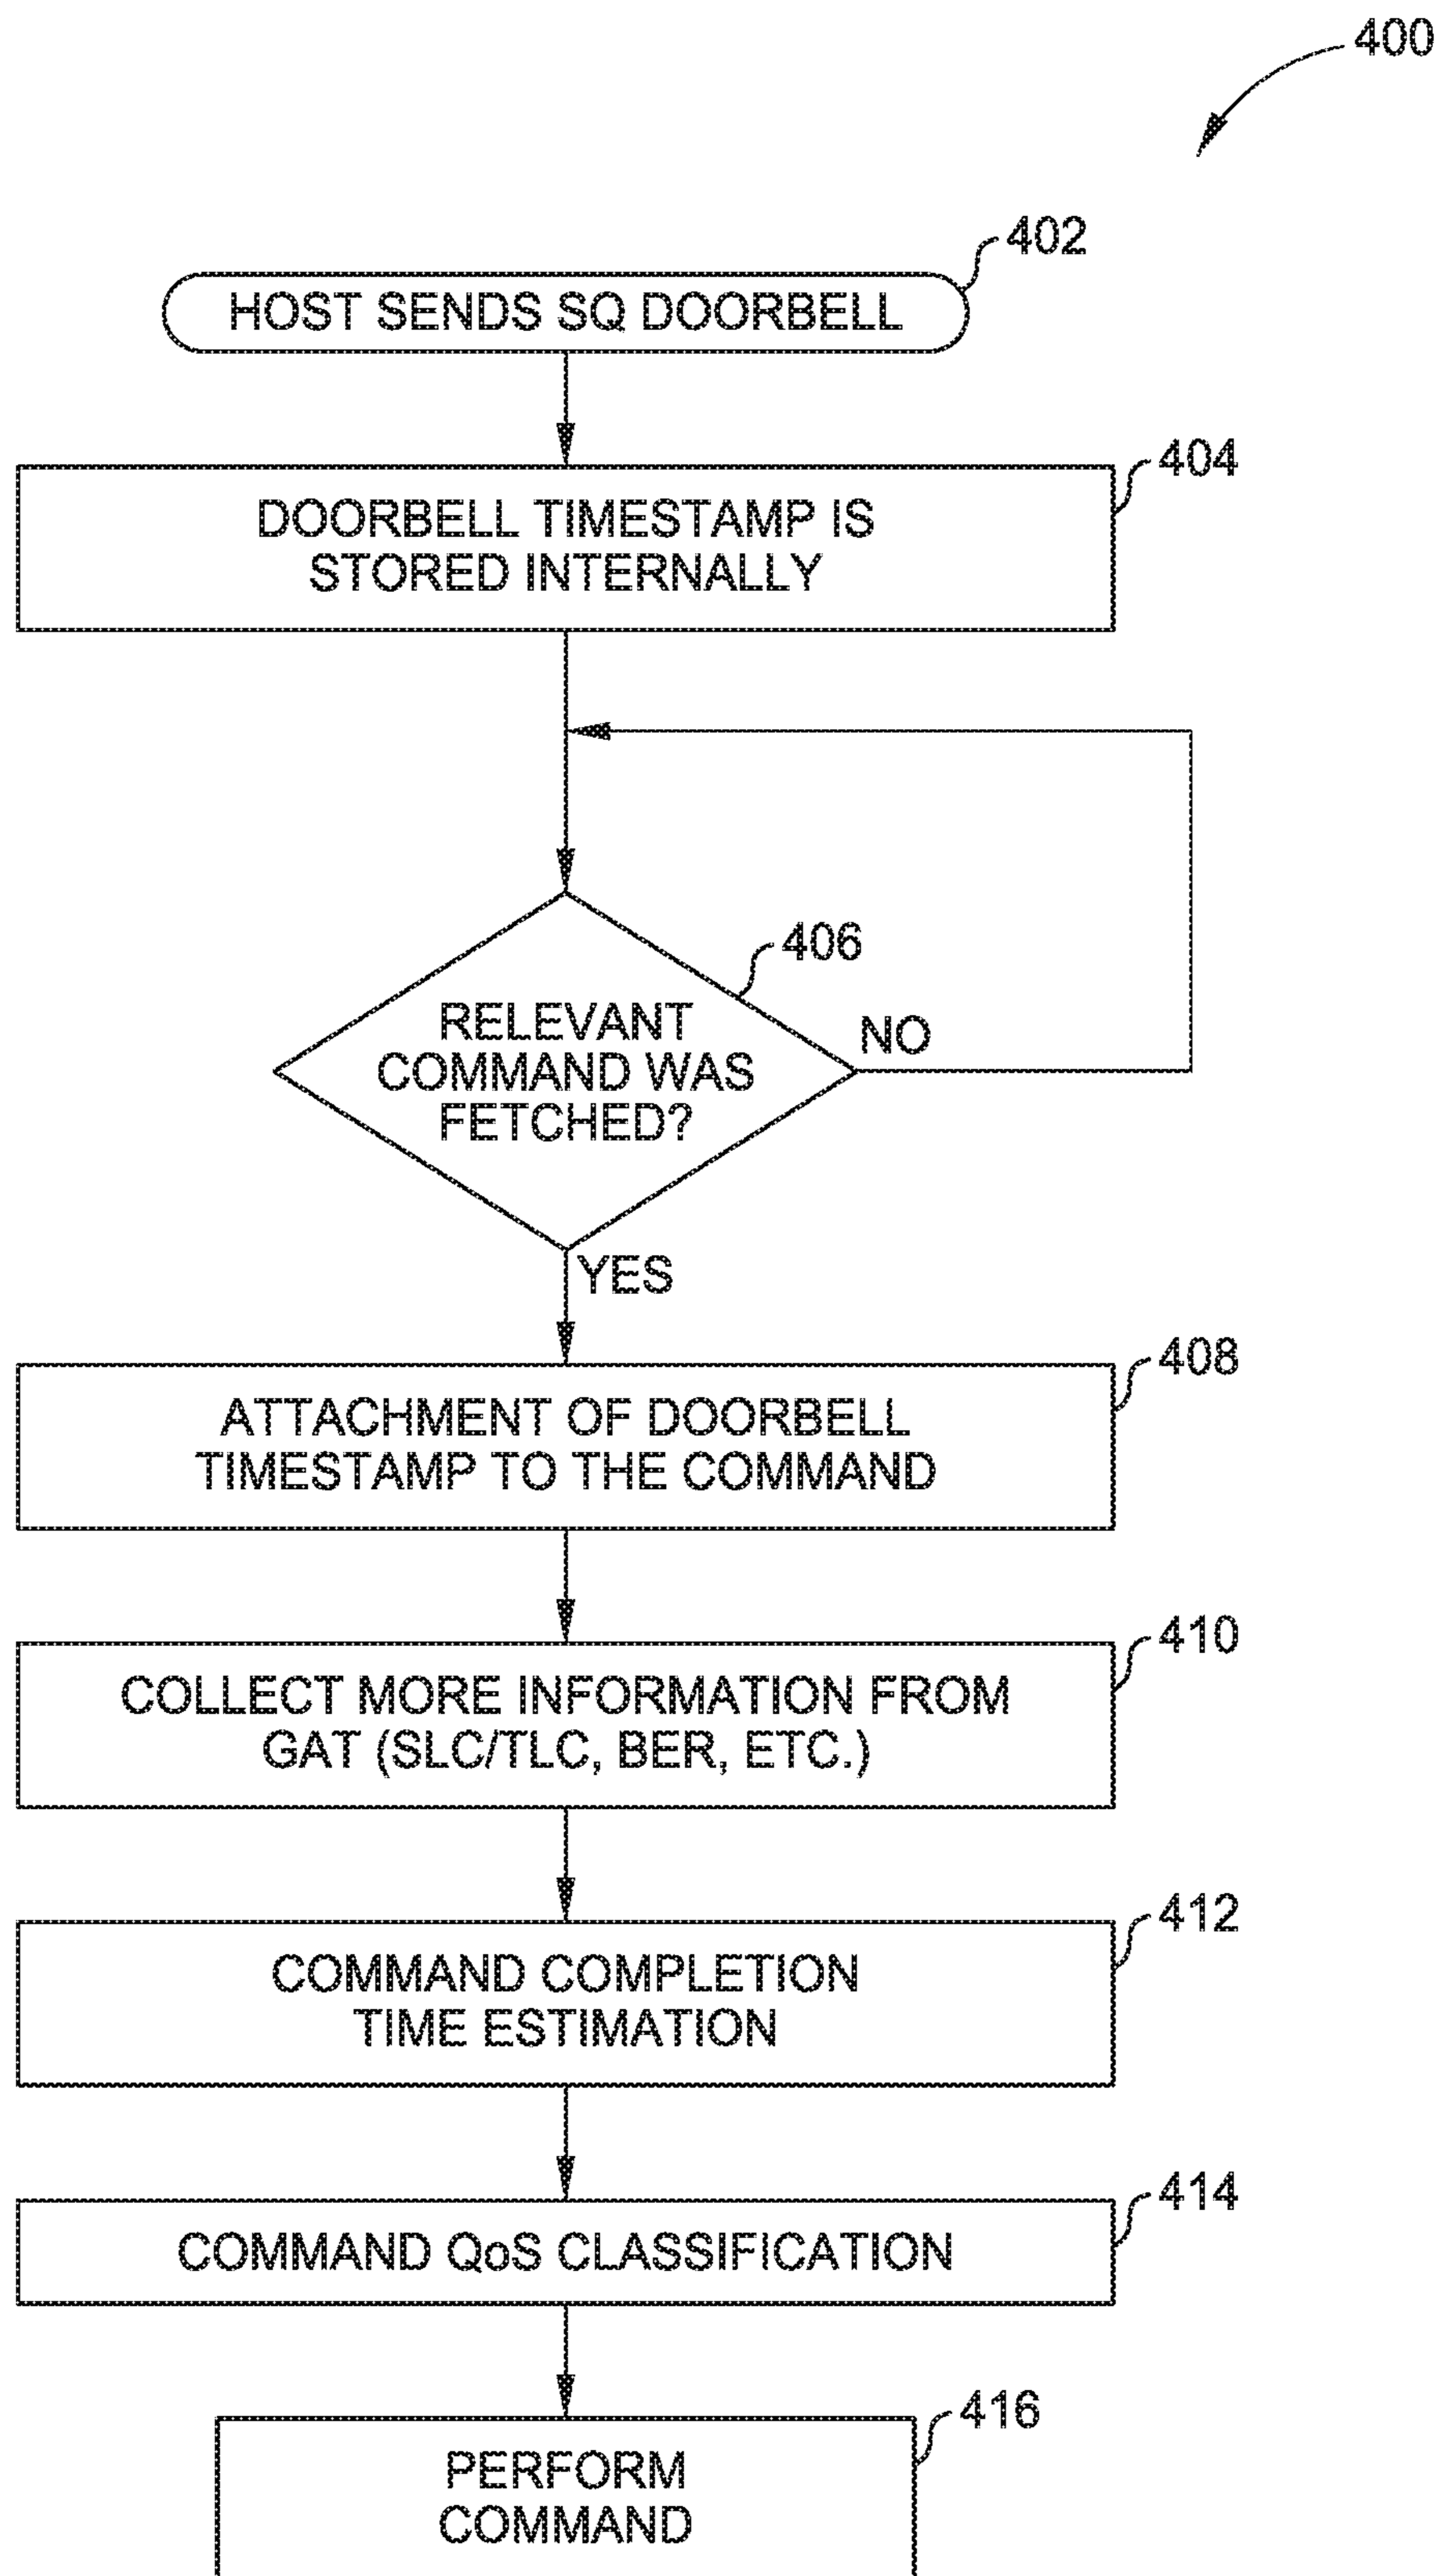 400
402
HOST SENDS SQ DOORBELL
404
DOORBELL TIMESTAMP IS
STORED INTERNALLY
406
RELEVANT
COMMAND WAS
FETCHED?
NO
YES
408
ATTACHMENT OF DOORBELL
TIMESTAMP TO THE COMMAND
410
COLLECT MORE INFORMATION FROM
GAT (SLC/TLC, BER, ETC.)
412
COMMAND COMPLETION
TIME ESTIMATION
414
COMMAND QoS CLASSIFICATION
416
PERFORM
COMMAND